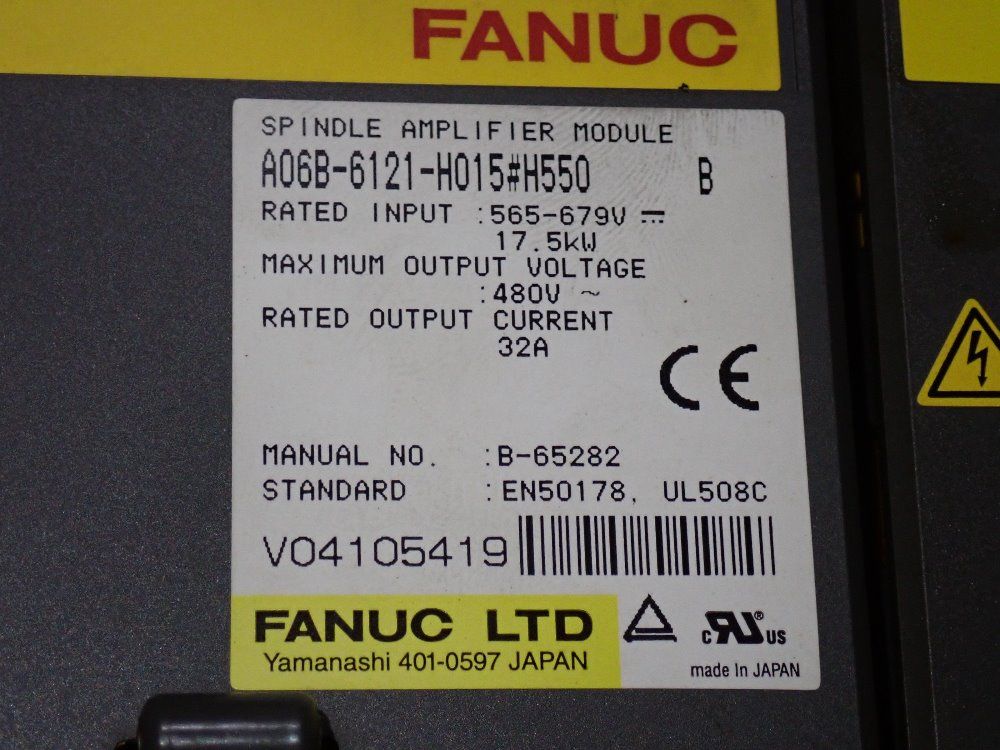 FANUC
SPINDLE AMPLIFIER MODULE
A06B-6121-H015#H550 B
RATED INPUT :565-679V ⎓
17.5kW
MAXIMUM OUTPUT VOLTAGE
:480V ~
RATED OUTPUT CURRENT
32A
CE
MANUAL NO. :B-65282
STANDARD :EN50178, UL508C
V04105419
FANUC LTD
Yamanashi 401-0597 JAPAN
c RU ® US
made In JAPAN